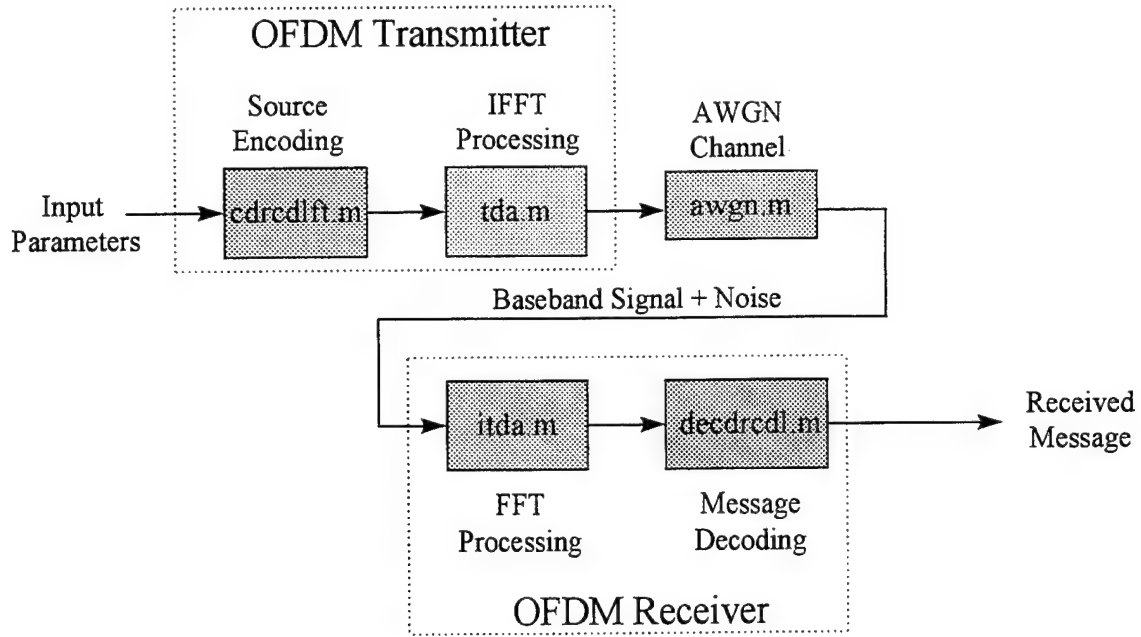 OFDM Transmitter
Source
Encoding
IFFT
Processing
AWGN
Channel
Input
Parameters
cdrcdlft.m
tda.m
awgn.m
Baseband Signal + Noise
itda.m
decdrcdl.m
Received
Message
FFT
Processing
Message
Decoding
OFDM Receiver